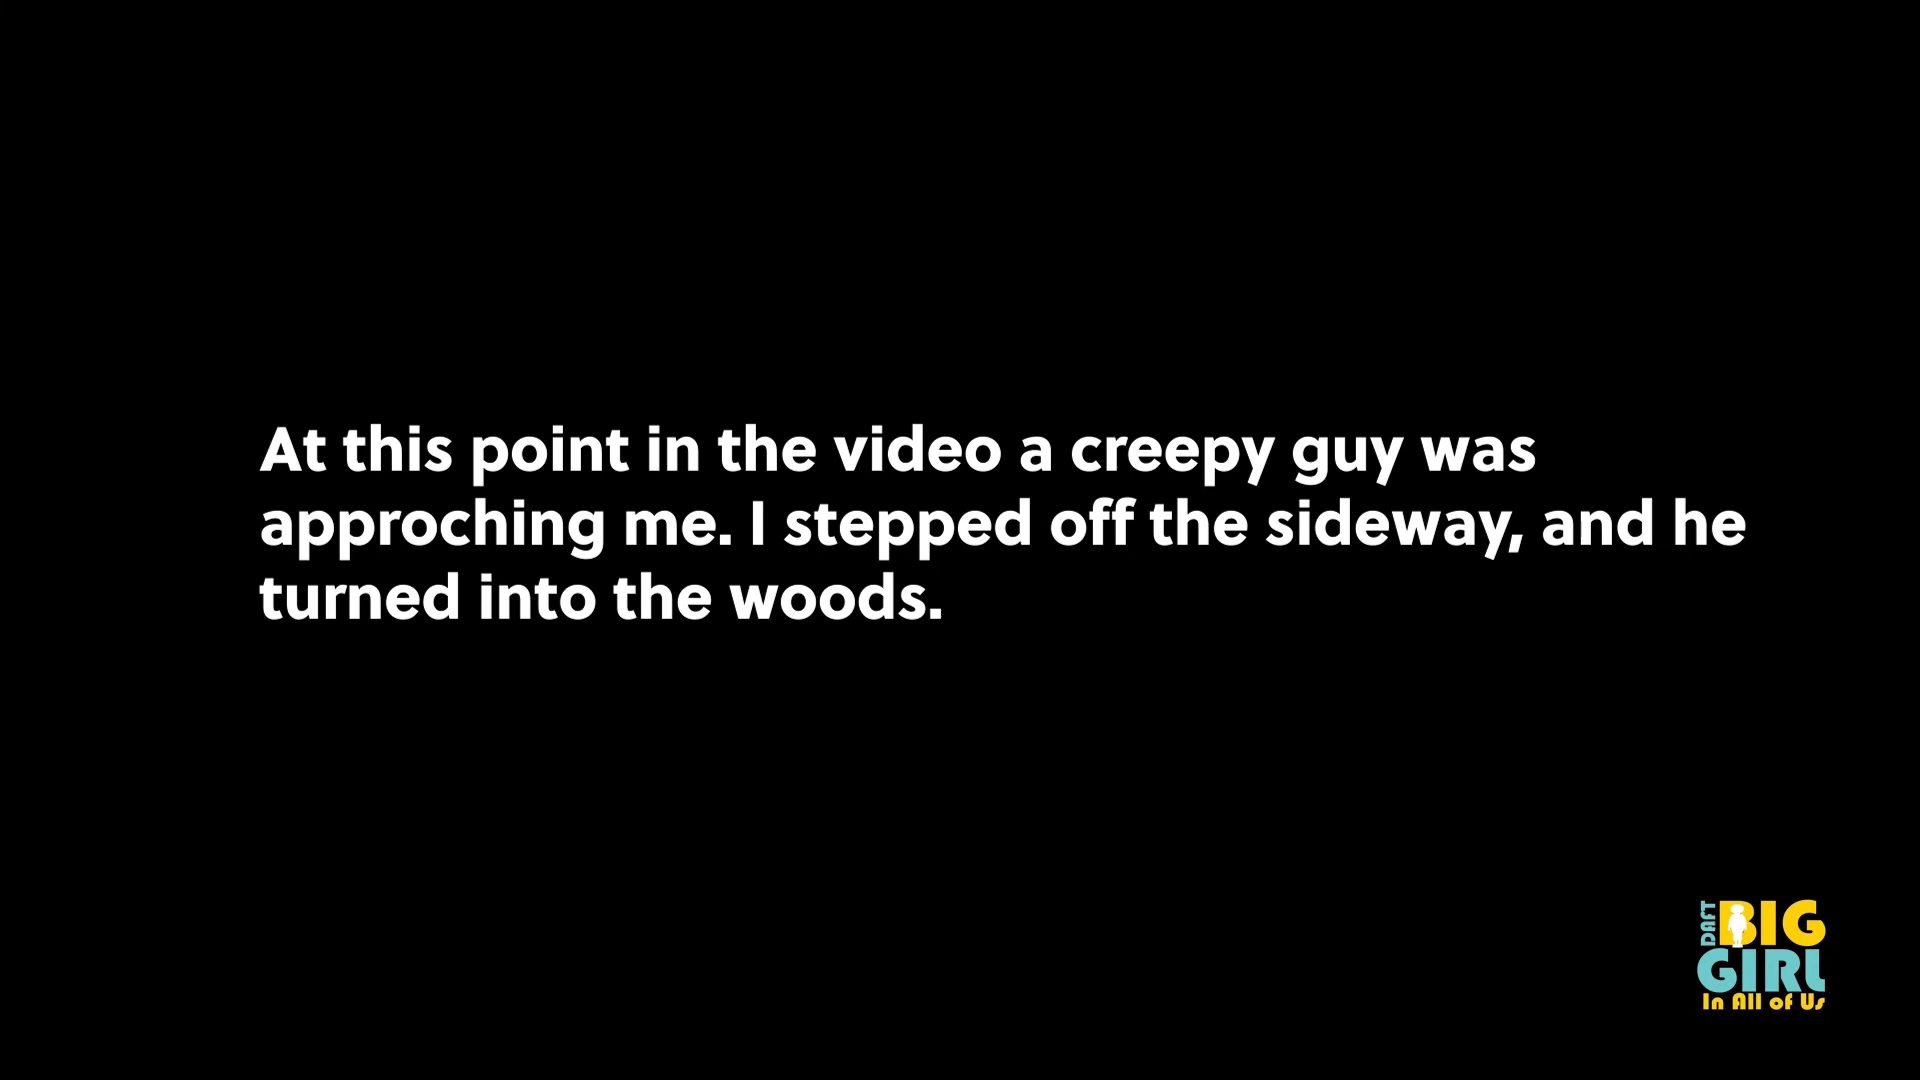 At this point in the video a creepy guy was
approching me. I stepped off the sideway, and he
turned into the woods.
DAFT
BIG
GIRL
In All of Us